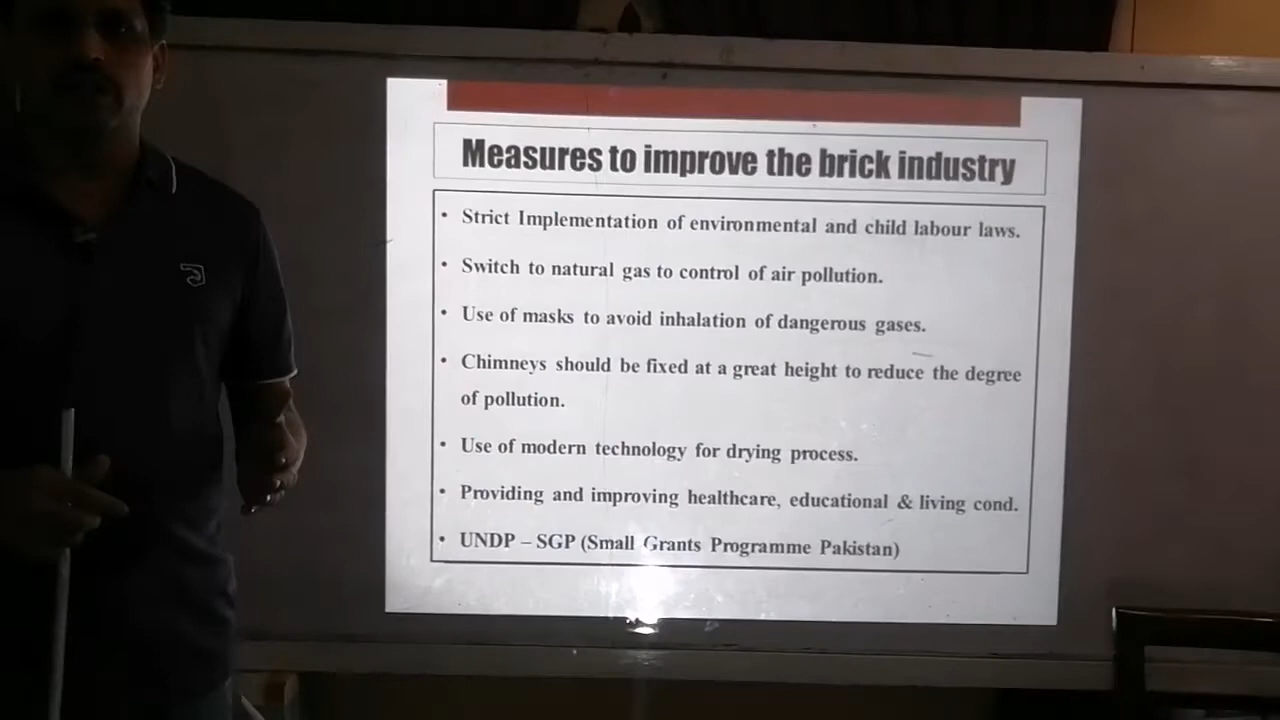 Measures to improve the brick industry
• Strict Implementation of environmental and child labour laws.
• Switch to natural gas to control of air pollution.
• Use of masks to avoid inhalation of dangerous gases.
• Chimneys should be fixed at a great height to reduce the degree
of pollution.
• Use of modern technology for drying process.
• Providing and improving healthcare, educational & living cond.
• UNDP – SGP (Small Grants Programme Pakistan)